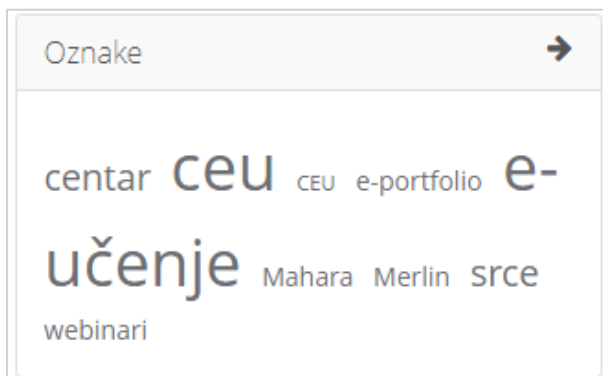 Oznake
centar ceu CEU e-portfolio e-
učenje Mahara Merlin srce
webinari